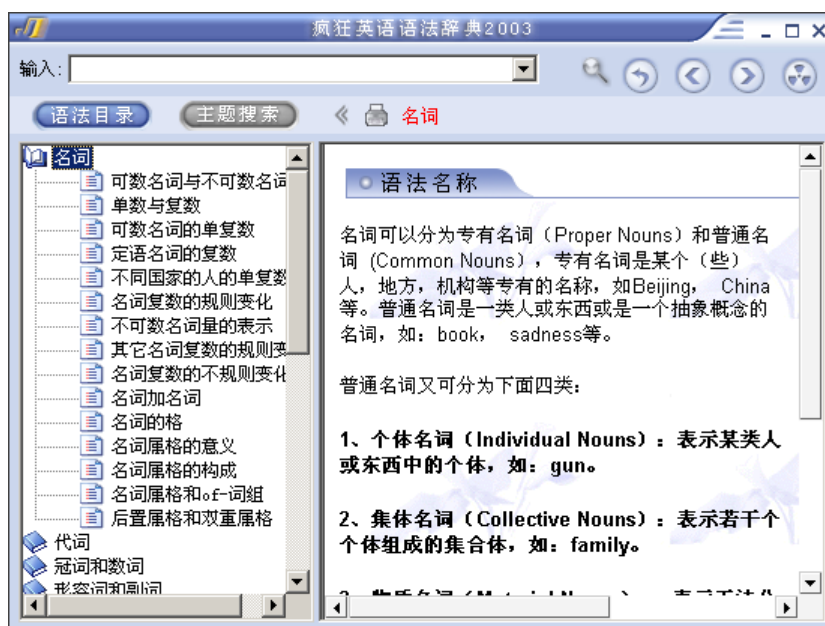 疯狂英语语法辞典2003
输入:
语法目录
主题搜索
名词
名词
可数名词与不可数名词
单数与复数
可数名词的单复数
定语名词的复数
不同国家的人的单复数
名词复数的规则变化
不可数名词量的表示
其它名词复数的规则变
名词复数的不规则变化
名词加名词
名词的格
名词属格的意义
名词属格的构成
名词属格和of-词组
后置属格和双重属格
代词
冠词和数词
形容词和副词
语法名称
名词可以分为专有名词（Proper Nouns）和普通名
词 (Common Nouns），专有名词是某个（些）
人，地方，机构等专有的名称，如Beijing， China
等。普通名词是一类人或东西或是一个抽象概念的
名词，如：book， sadness等。
普通名词又可分为下面四类：
1、个体名词（Individual Nouns）：表示某类人
或东西中的个体，如：gun。
2、集体名词（Collective Nouns）：表示若干个
个体组成的集合体，如：family。